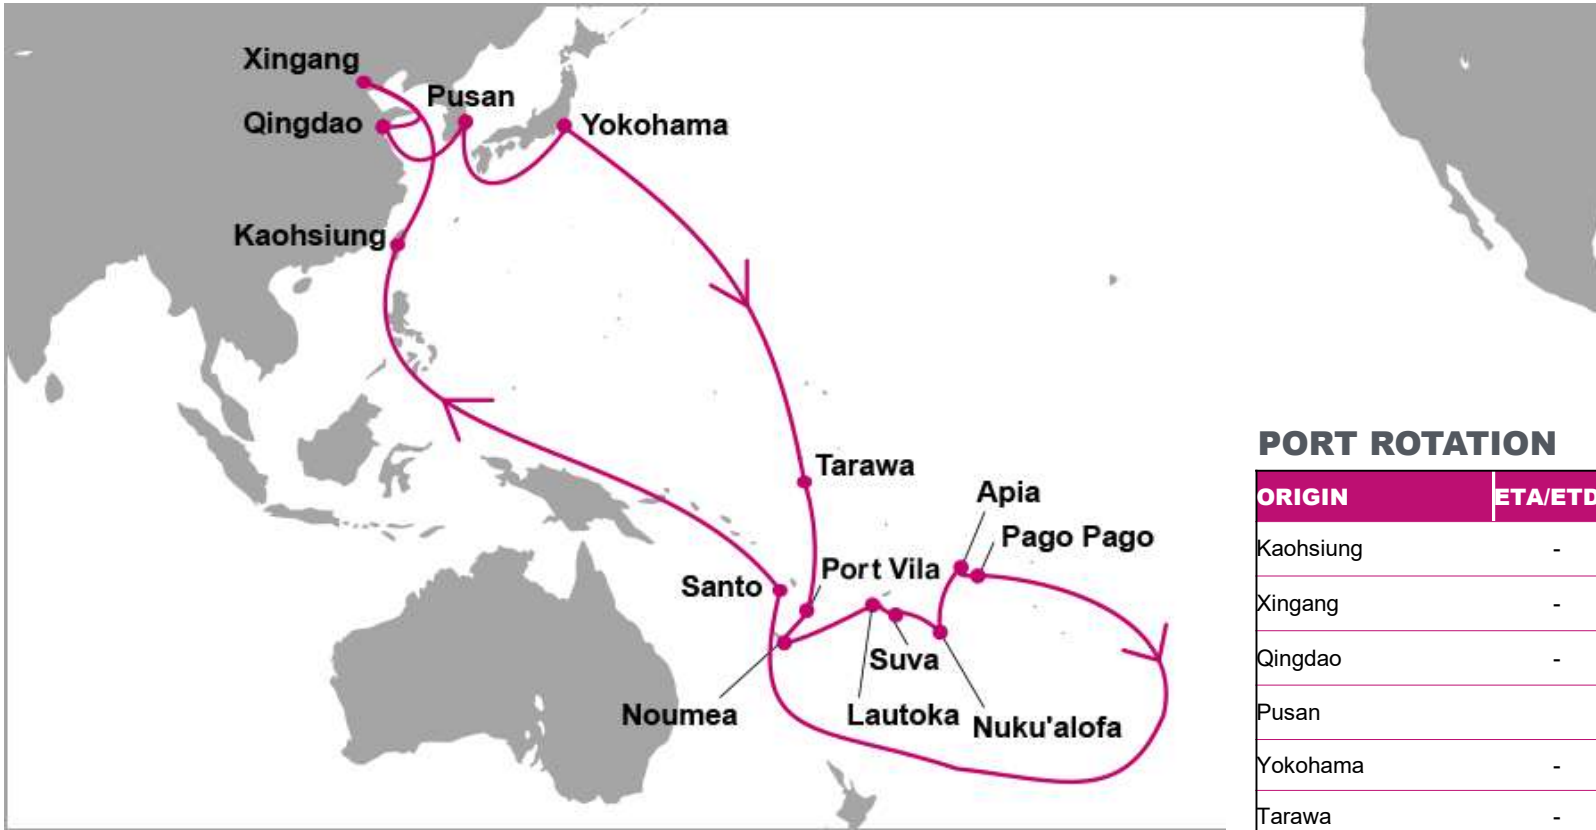 Xingang
Pusan
Qingdao
Yokohama
Kaohsiung
Tarawa
Apia
Pago Pago
Port Vila
Santo
Suva
Noumea
Lautoka
Nuku'alofa
PORT ROTATION
ORIGIN ETA/ETD
Kaohsiung -
Xingang -
Qingdao -
Pusan
Yokohama -
Tarawa -